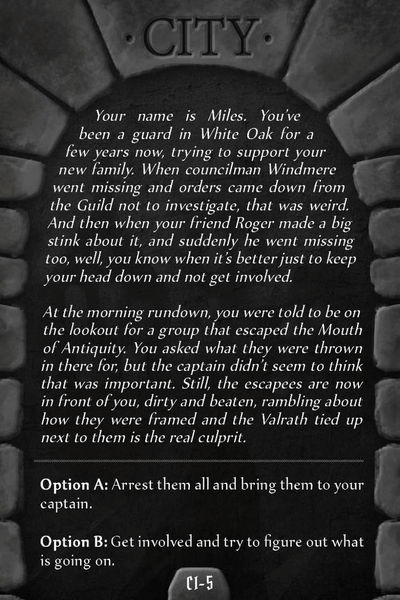 · CITY ·
Your name is Miles. You've
been a guard in White Oak for a
few years now, trying to support your
new family. When councilman Windmere
went missing and orders came down from
the Guild not to investigate, that was weird.
And then when your friend Roger made a big
stink about it, and suddenly he went missing
too, well, you know when it's better just to keep
your head down and not get involved.
At the morning rundown, you were told to be on
the lookout for a group that escaped the Mouth
of Antiquity. You asked what they were thrown
in there for, but the captain didn't seem to think
that was important. Still, the escapees are now
in front of you, dirty and beaten, rambling about
how they were framed and the Valrath tied up
next to them is the real culprit.
Option A: Arrest them all and bring them to your
captain.
Option B: Get involved and try to figure out what
is going on.
C1-5